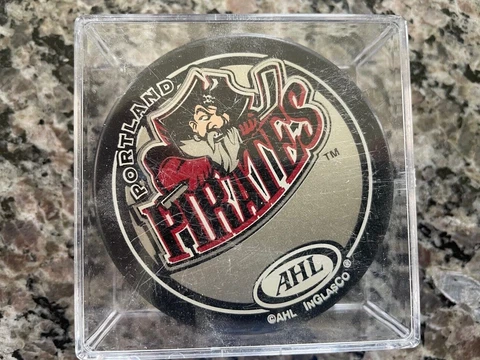 PORTLAND
PIRATES
TM
AHL
©AHL INGLASCO®